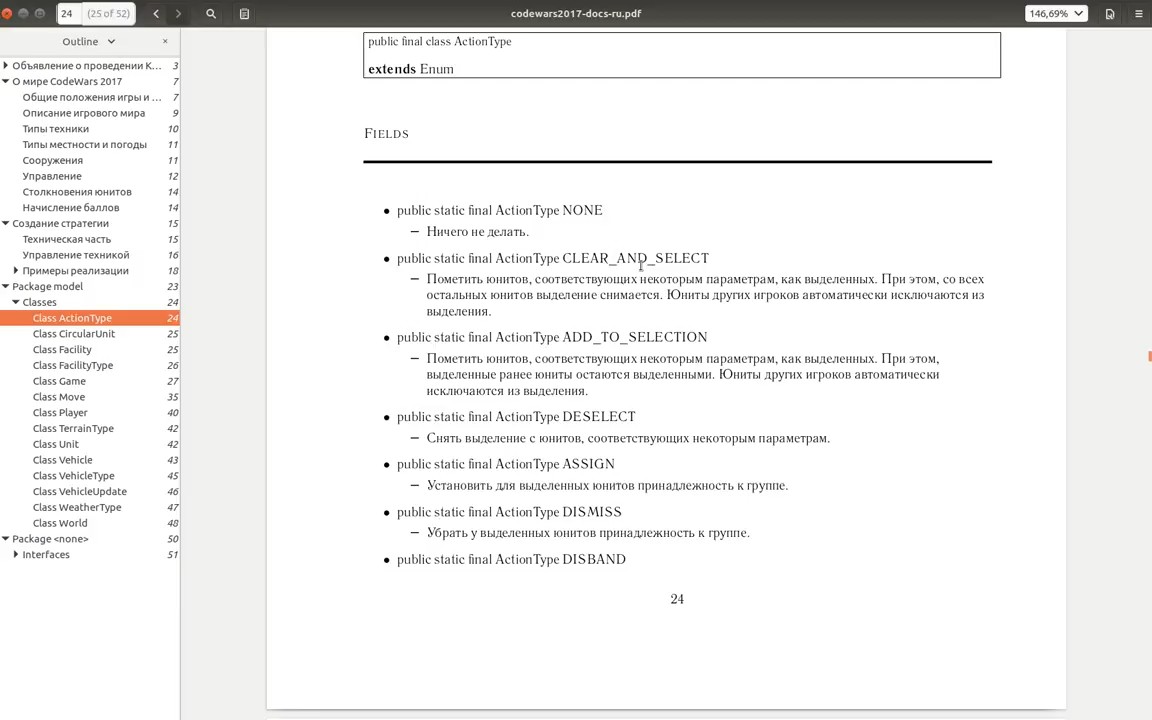 24 (25 of 52) codewars2017-docs-ru.pdf 146,69%
Outline
Объявление о проведении К... 3
О мире CodeWars 2017 7
Общие положения игры и ... 7
Описание игрового мира 9
Типы техники 10
Типы местности и погоды 11
Сооружения 11
Управление 12
Столкновения юнитов 14
Начисление баллов 14
Создание стратегии 15
Техническая часть 15
Управление техникой 16
Примеры реализации 18
Package model 23
Classes 24
Class ActionType 24
Class CircularUnit 25
Class Facility 25
Class FacilityType 26
Class Game 27
Class Move 35
Class Player 40
Class TerrainType 42
Class Unit 42
Class Vehicle 43
Class VehicleType 45
Class VehicleUpdate 46
Class WeatherType 47
Class World 48
Package <none> 50
Interfaces 51
public final class ActionType
extends Enum
FIELDS
• public static final ActionType NONE
– Ничего не делать.
• public static final ActionType CLEAR_AND_SELECT
– Пометить юнитов, соответствующих некоторым параметрам, как выделенных. При этом, со всех
остальных юнитов выделение снимается. Юниты других игроков автоматически исключаются из
выделения.
• public static final ActionType ADD_TO_SELECTION
– Пометить юнитов, соответствующих некоторым параметрам, как выделенных. При этом,
выделенные ранее юниты остаются выделенными. Юниты других игроков автоматически
исключаются из выделения.
• public static final ActionType DESELECT
– Снять выделение с юнитов, соответствующих некоторым параметрам.
• public static final ActionType ASSIGN
– Установить для выделенных юнитов принадлежность к группе.
• public static final ActionType DISMISS
– Убрать у выделенных юнитов принадлежность к группе.
• public static final ActionType DISBAND
24